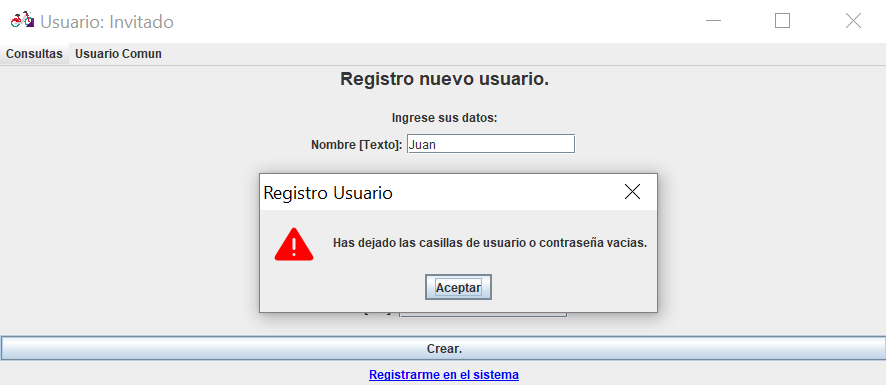 Usuario: Invitado
Consultas Usuario Comun
Registro nuevo usuario.
Ingrese sus datos:
Nombre [Texto]: Juan
Registro Usuario
Has dejado las casillas de usuario o contraseña vacias.
Aceptar
Crear.
Registrarme en el sistema